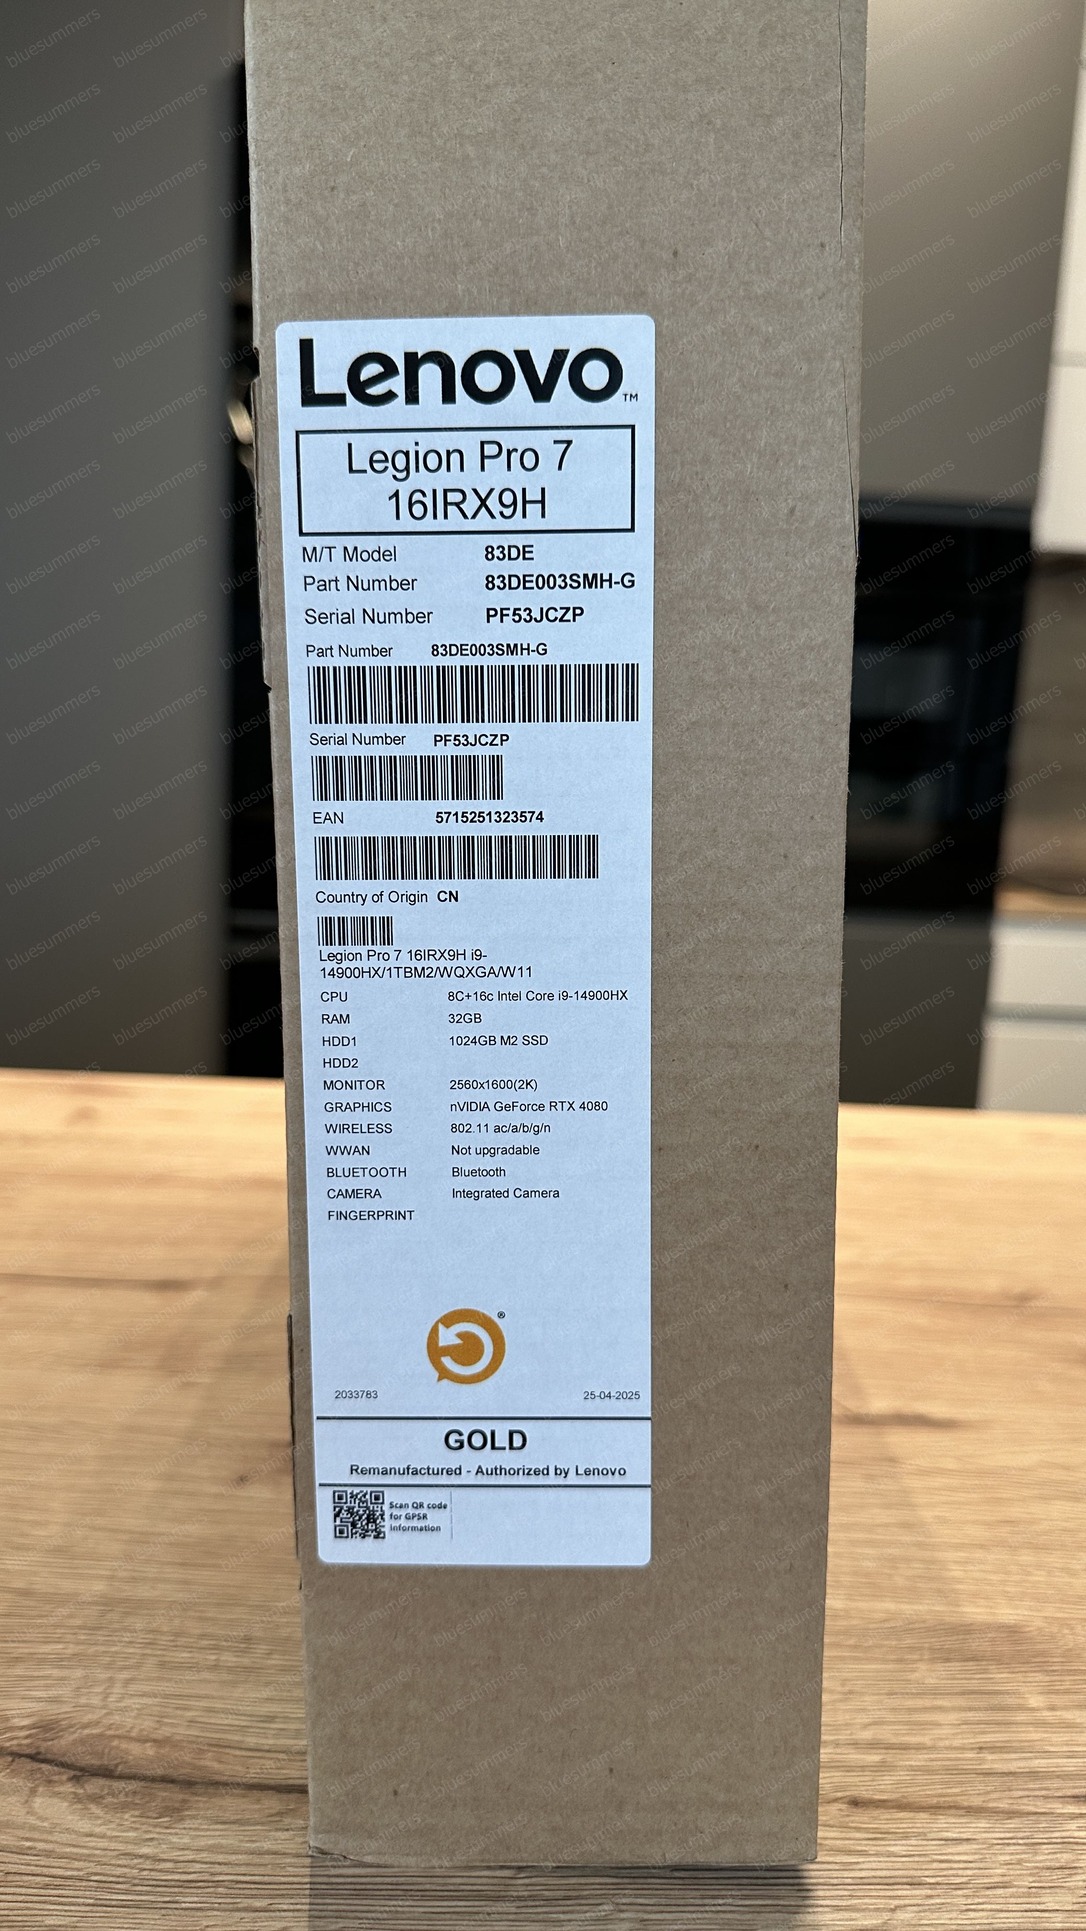 Lenovo™
Legion Pro 7
16IRX9H
M/T Model 83DE
Part Number 83DE003SMH-G
Serial Number PF53JCZP
Part Number 83DE003SMH-G
Serial Number PF53JCZP
EAN 5715251323574
Country of Origin CN
Legion Pro 7 16IRX9H i9-
14900HX/1TBM2/WQXGA/W11
CPU 8C+16c Intel Core i9-14900HX
RAM 32GB
HDD1 1024GB M2 SSD
HDD2
MONITOR 2560x1600(2K)
GRAPHICS nVIDIA GeForce RTX 4080
WIRELESS 802.11 ac/a/b/g/n
WWAN Not upgradable
BLUETOOTH Bluetooth
CAMERA Integrated Camera
FINGERPRINT
®
2033783 25-04-2025
GOLD
Remanufactured - Authorized by Lenovo
Scan QR code
for GPSR
information
bluesummers